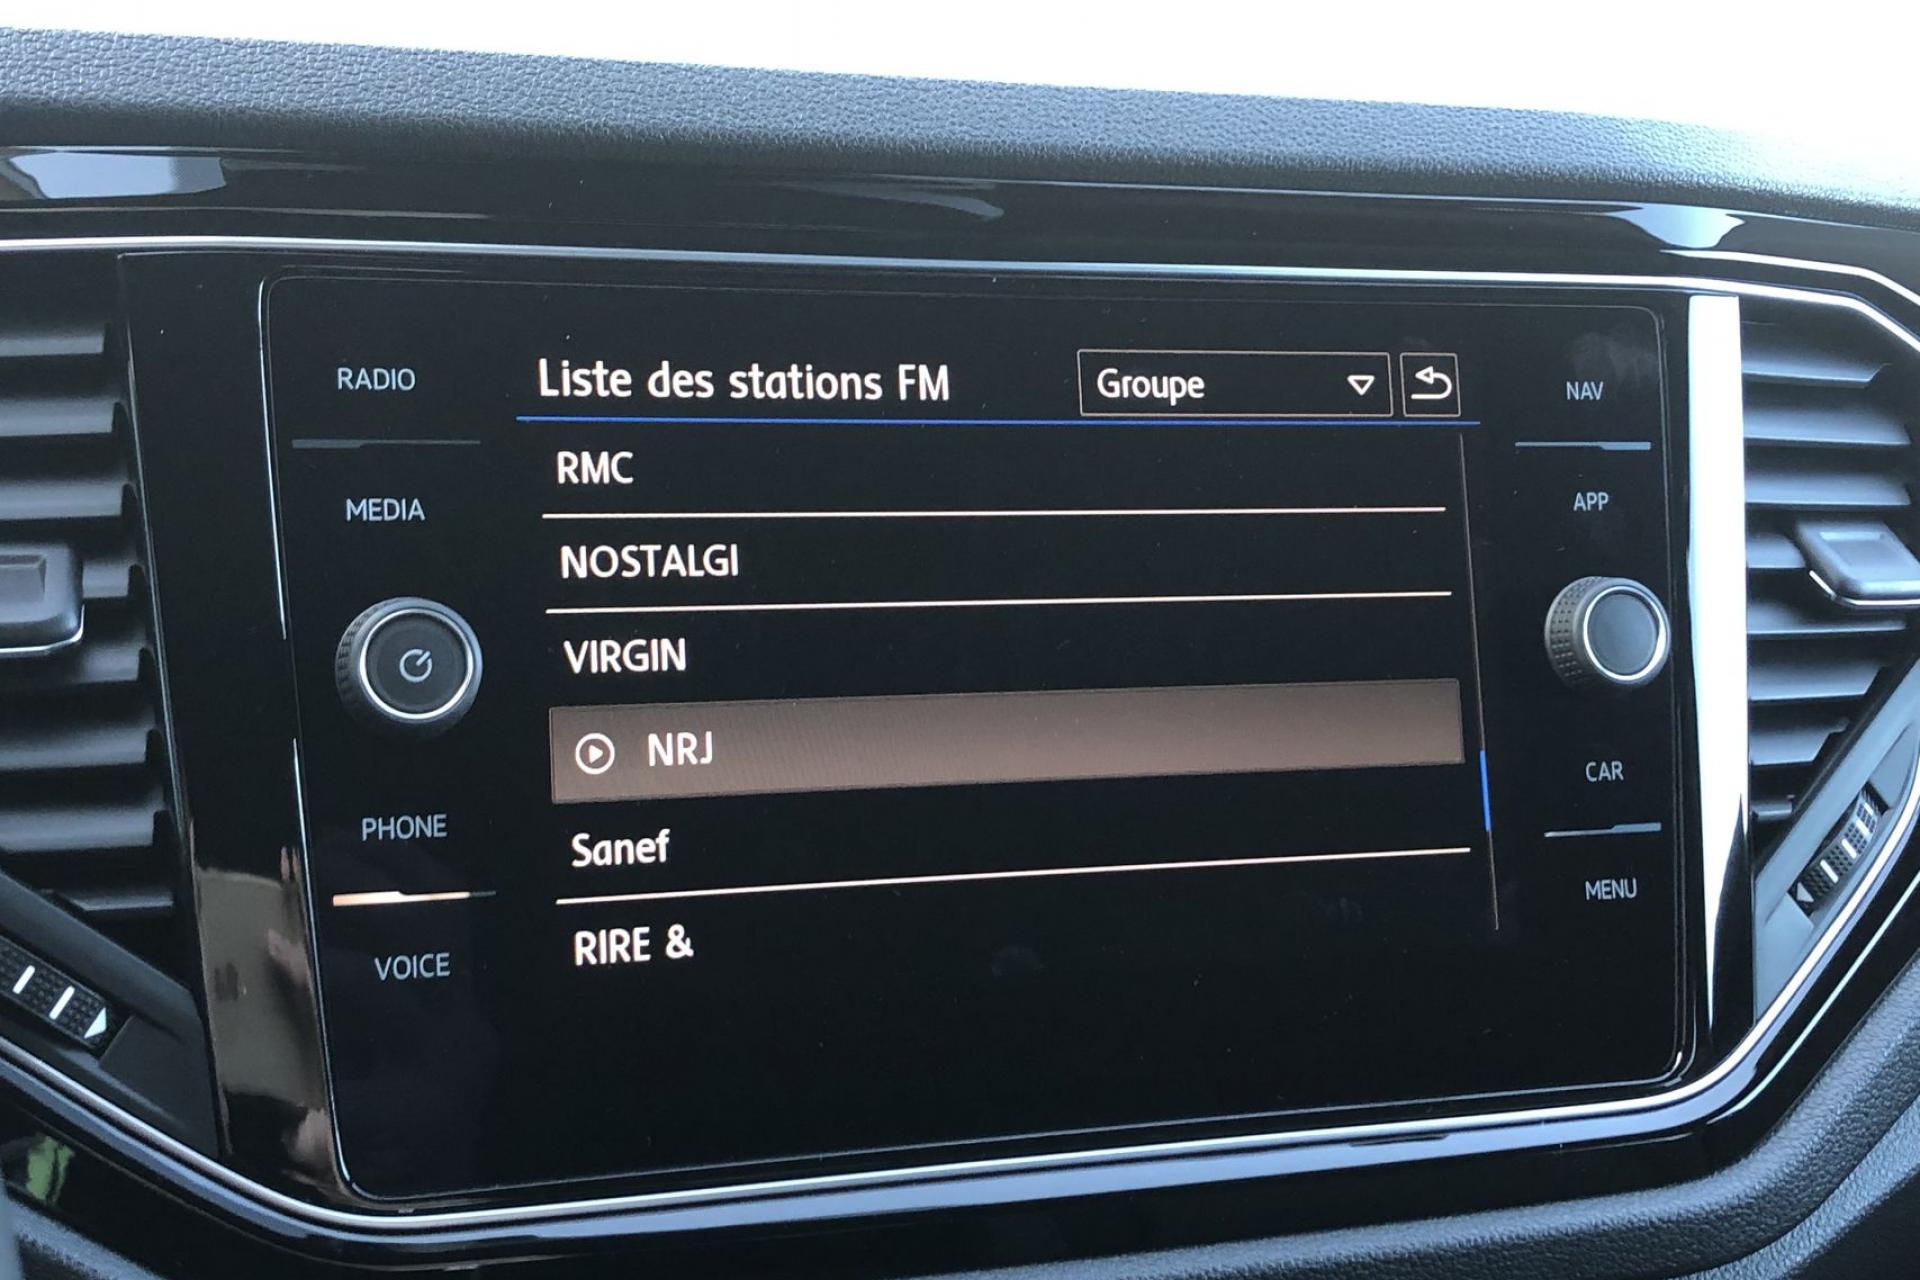 RADIO
MEDIA
PHONE
VOICE
Liste des stations FM
Groupe
RMC
NOSTALGI
VIRGIN
NRJ
Sanef
RIRE &
NAV
APP
CAR
MENU